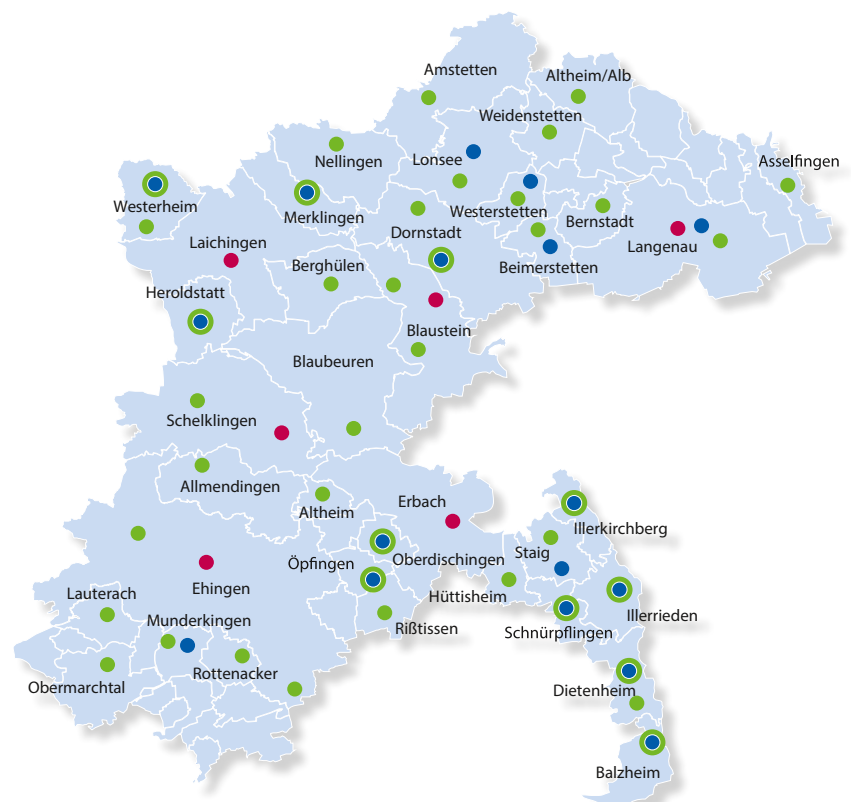 Amstetten
Altheim/Alb
Weidenstetten
Nellingen
Lonsee
Asselfingen
Westerheim
Merklingen
Westerstetten
Bernstadt
Dornstadt
Laichingen
Langenau
Berghülen
Beimerstetten
Heroldstatt
Blaustein
Blaubeuren
Schelklingen
Allmendingen
Altheim
Erbach
Illerkirchberg
Öpfingen
Oberdischingen
Staig
Ehingen
Lauterach
Hüttisheim
Munderkingen
Rißtissen
Schnürpflingen
Illerrieden
Rottenacker
Obermarchtal
Dietenheim
Balzheim